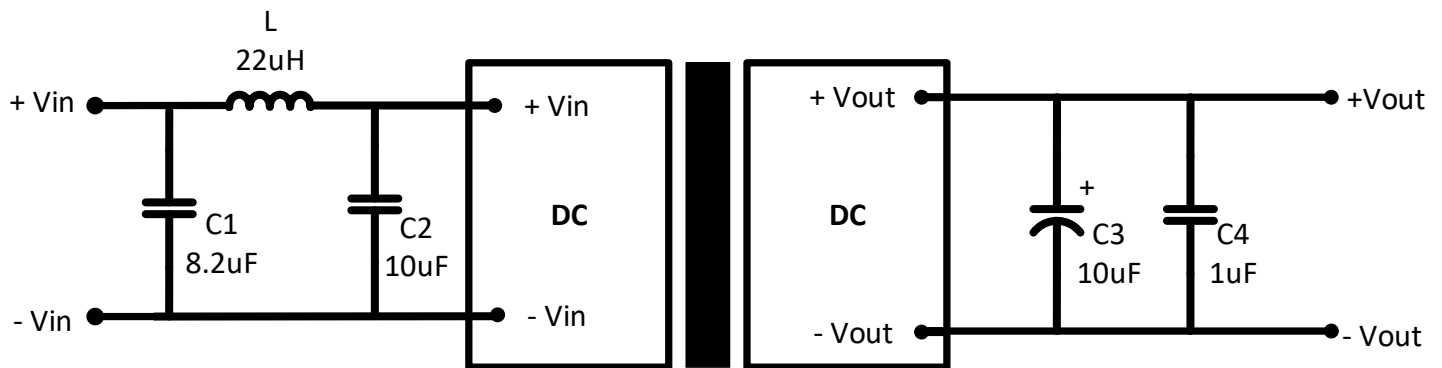 L
22uH
+ Vin
+ Vin
+ Vout
+Vout
C1
8.2uF
C2
10uF
DC
DC
+
C3
10uF
C4
1uF
- Vin
- Vin
- Vout
- Vout